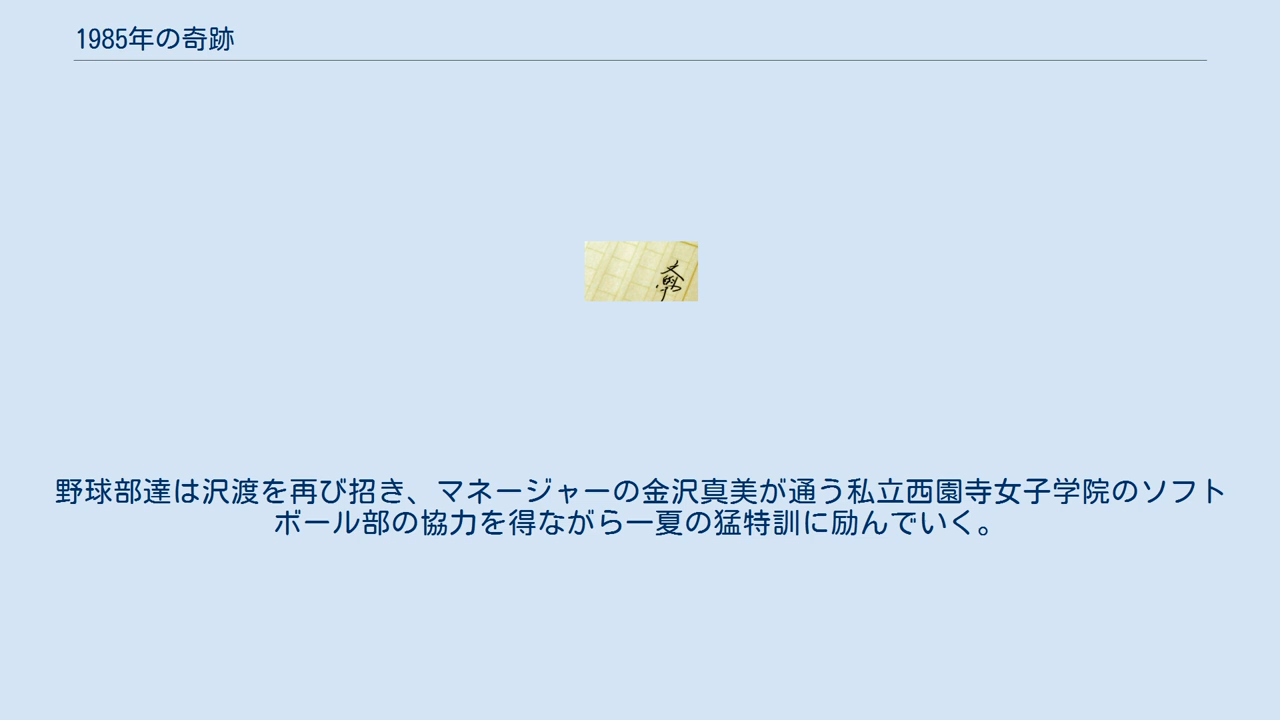 1985年の奇跡
野球部達は沢渡を再び招き、マネージャーの金沢真美が通う私立西園寺女子学院のソフト
ボール部の協力を得ながら一夏の猛特訓に励んでいく。